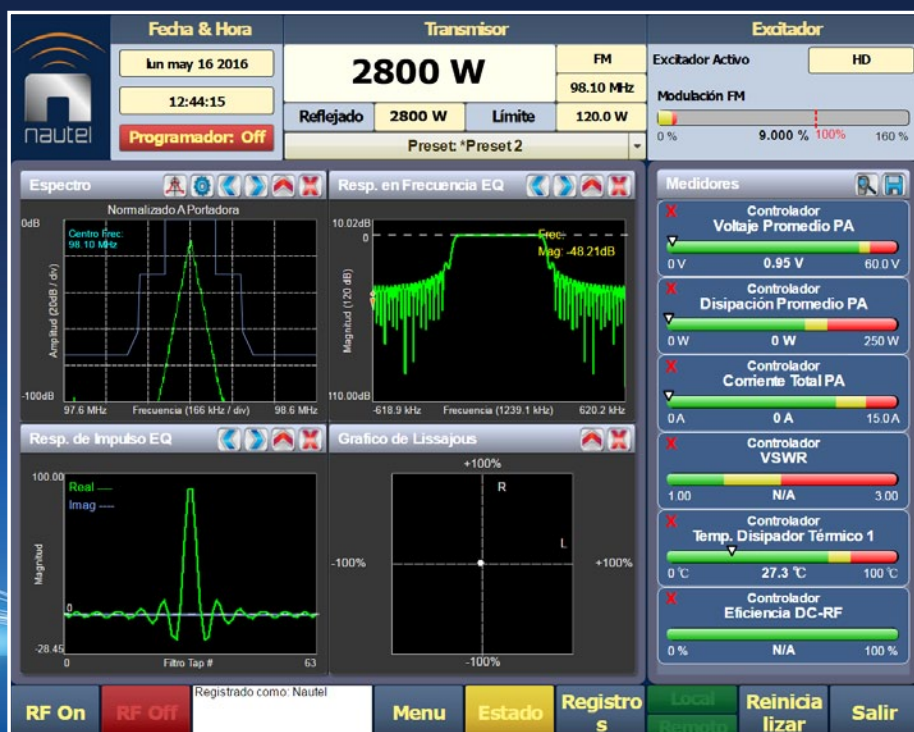 Fecha & Hora
Transmisor
Excitador
lun may 16 2016
12:44:15
Programador: Off
nautel
2800 W
FM
98.10 MHz
Reflejado
2800 W
Límite
120.0 W
Preset: *Preset 2
Excitador Activo
HD
Modulación FM
0 %
9.000 %
100%
160 %
Espectro
Normalizado A Portadora
0dB
Centro Frec:
98.10 MHz
Amplitud (20dB / div)
-100dB
97.6 MHz
Frecuencia (166 kHz / div)
98.6 MHz
Resp. en Frecuencia EQ
10.02dB
0
Frec:
Mag: -48.21dB
Magnitud (120 dB)
110.00dB
-618.9 kHz
Frecuencia (1239.1 kHz)
620.2 kHz
Resp. de Impulso EQ
100.00
Real ----
Imag ----
Magnitud
0
-28.45
0
Filtro Tap #
63
Grafico de Lissajous
+100%
R
L
-100%
+100%
-100%
Medidores
X
Controlador
Voltaje Promedio PA
0 V
0.95 V
60.0 V
X
Controlador
Disipación Promedio PA
0 W
0 W
250 W
X
Controlador
Corriente Total PA
0 A
0 A
15.0 A
X
Controlador
VSWR
1.00
N/A
3.00
X
Controlador
Temp. Disipador Térmico 1
0 °C
27.3 °C
100 °C
X
Controlador
Eficiencia DC-RF
0 %
N/A
100 %
RF On
RF Off
Registrado como: Nautel
Menu
Estado
Registro
s
Local
Remoto
Reinicia
lizar
Salir